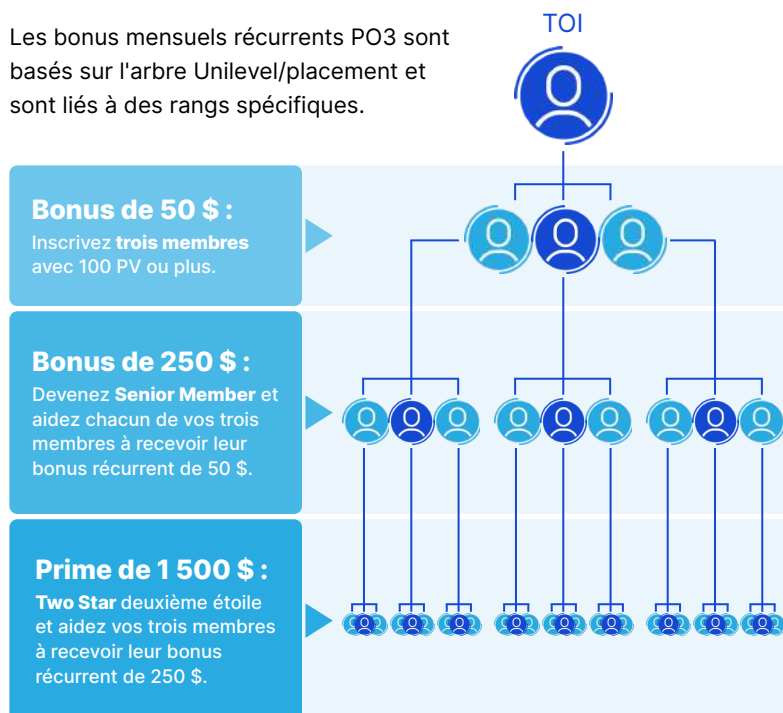 Les bonus mensuels récurrents PO3 sont
basés sur l'arbre Unilevel/placement et
sont liés à des rangs spécifiques.
TOI
Bonus de 50 $ :
Inscrivez trois membres
avec 100 PV ou plus.
Bonus de 250 $ :
Devenez Senior Member et
aidez chacun de vos trois
membres à recevoir leur
bonus récurrent de 50 $.
Prime de 1 500 $ :
Two Star deuxième étoile
et aidez vos trois membres
à recevoir leur bonus
récurrent de 250 $.